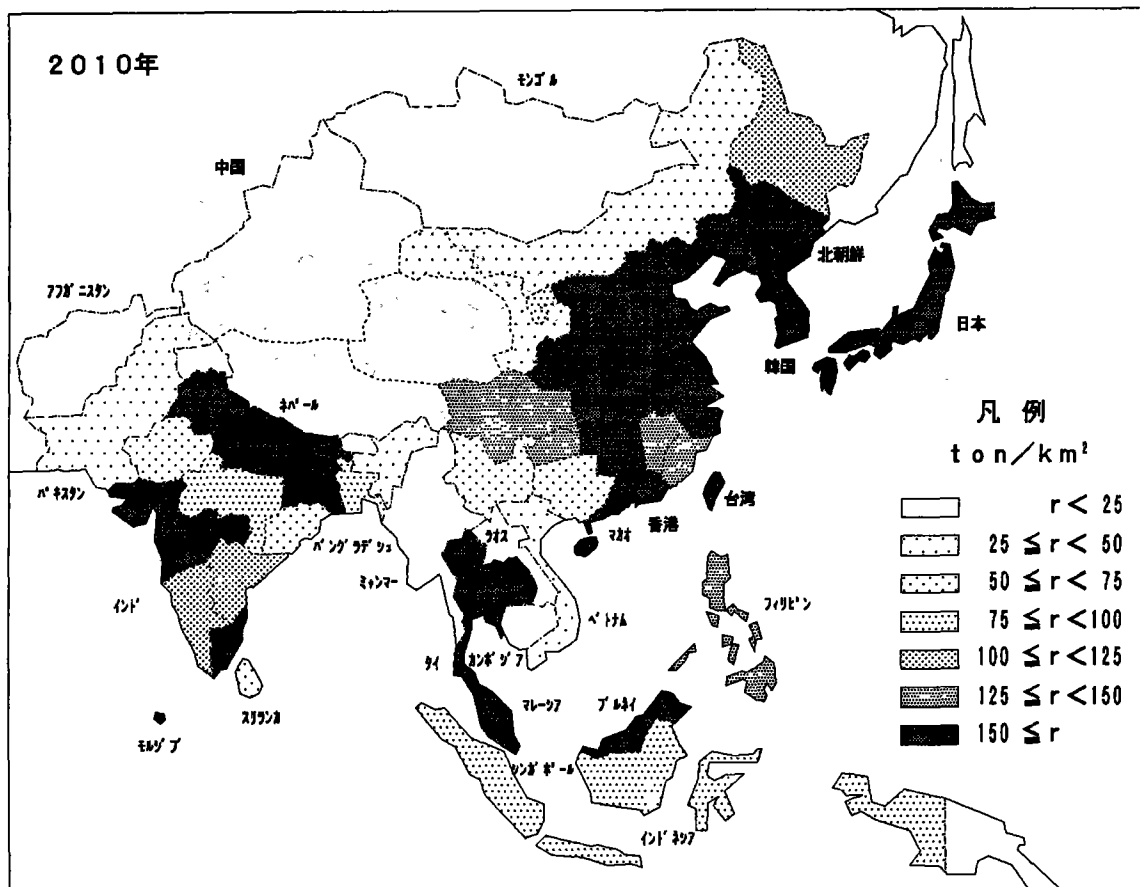 2010年
モンゴル
中国
北朝鮮
アフガニスタン
日本
韓国
ネパール
凡例
ton/km²
パキスタン
台湾
香港
マカオ
ラオス
バングラデシュ
ミャンマー
インド
フィリピン
ベトナム
タイ
カンボジア
スリランカ
マレーシア
ブルネイ
モルジブ
シンガポール
インドネシア
r<25
25≦r<50
50≦r<75
75≦r<100
100≦r<125
125≦r<150
150≦r